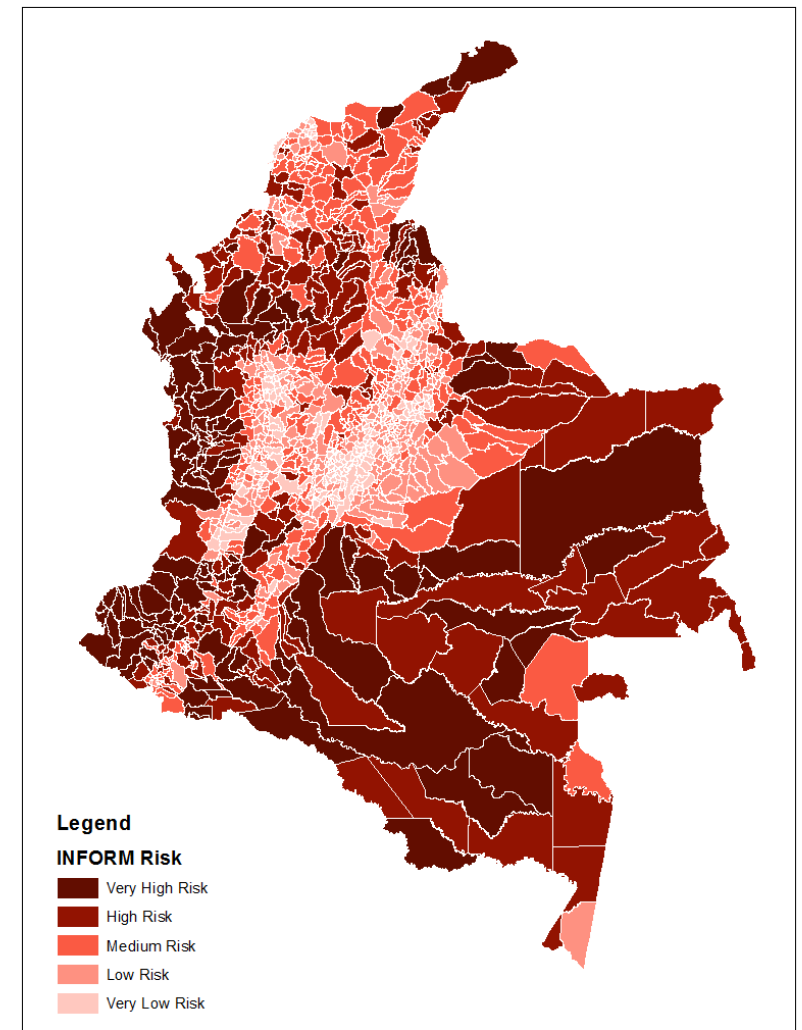 Legend
INFORM Risk
Very High Risk
High Risk
Medium Risk
Low Risk
Very Low Risk